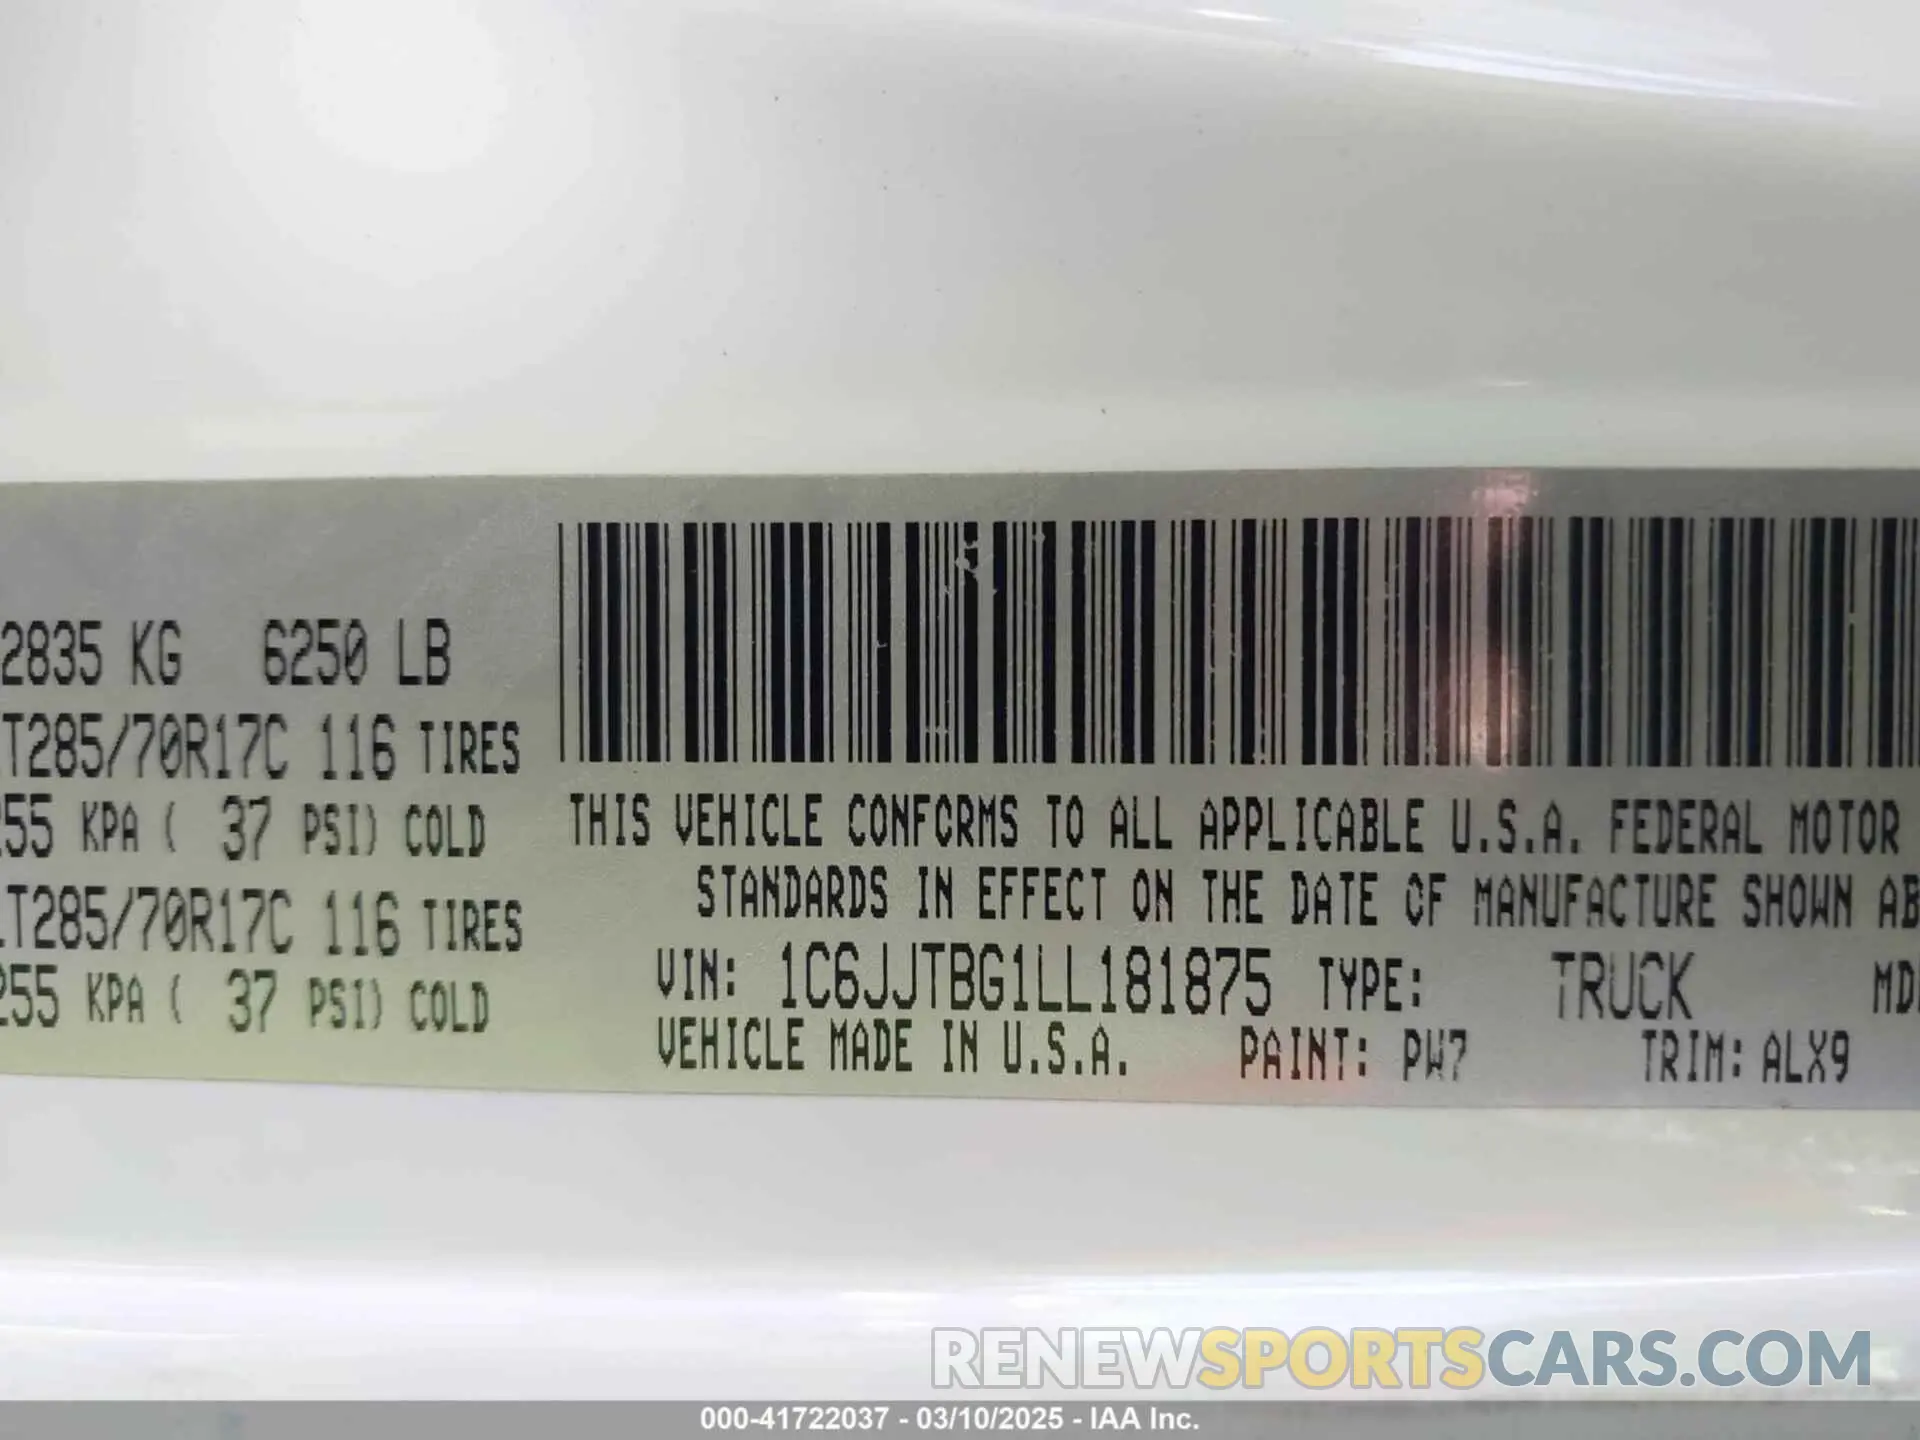 2835 KG 6250 LB
T285/70R17C 116 TIRES
255 KPA ( 37 PSI) COLD
LT285/70R17C 116 TIRES
255 KPA ( 37 PSI) COLD
THIS VEHICLE CONFORMS TO ALL APPLICABLE U.S.A. FEDERAL MOTOR
STANDARDS IN EFFECT ON THE DATE OF MANUFACTURE SHOWN AB
VIN: 1C6JJTBG1LL181875 TYPE: TRUCK MD
VEHICLE MADE IN U.S.A. PAINT: PW7 TRIM: ALX9
RENEWSPORTSCARS.COM
000-41722037 - 03/10/2025 - IAA Inc.